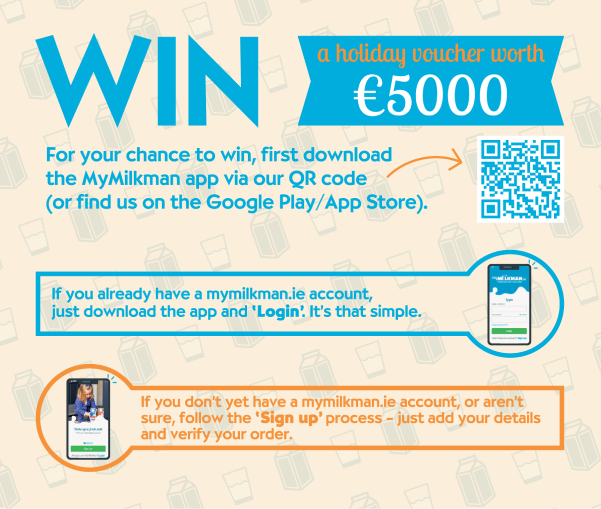 WIN
a holiday voucher worth
€5000
For your chance to win, first download
the MyMilkman app via our QR code
(or find us on the Google Play/App Store).
If you already have a mymilkman.ie account,
just download the app and 'Login'. It's that simple.
MILKMAN
If you don't yet have a mymilkman.ie account, or aren't
sure, follow the 'Sign up' process – just add your details
and verify your order.